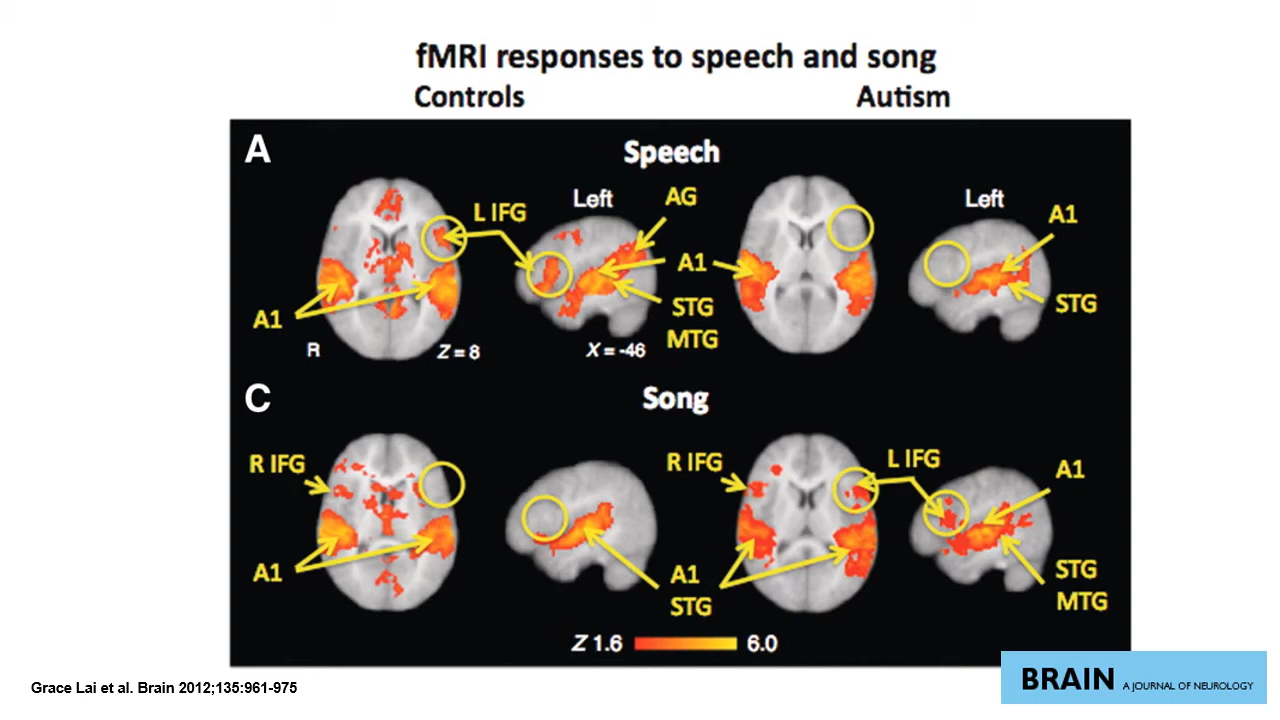 fMRI responses to speech and song
Controls Autism
A
Speech
L IFG
Left
AG
Left
A1
A1
A1
STG
MTG
STG
R
Z = 8
X = -46
C
Song
R IFG
R IFG
L IFG
A1
A1
A1
STG
STG
MTG
Z 1.6 6.0
Grace Lai et al. Brain 2012;135:961-975
BRAIN A JOURNAL OF NEUROLOGY